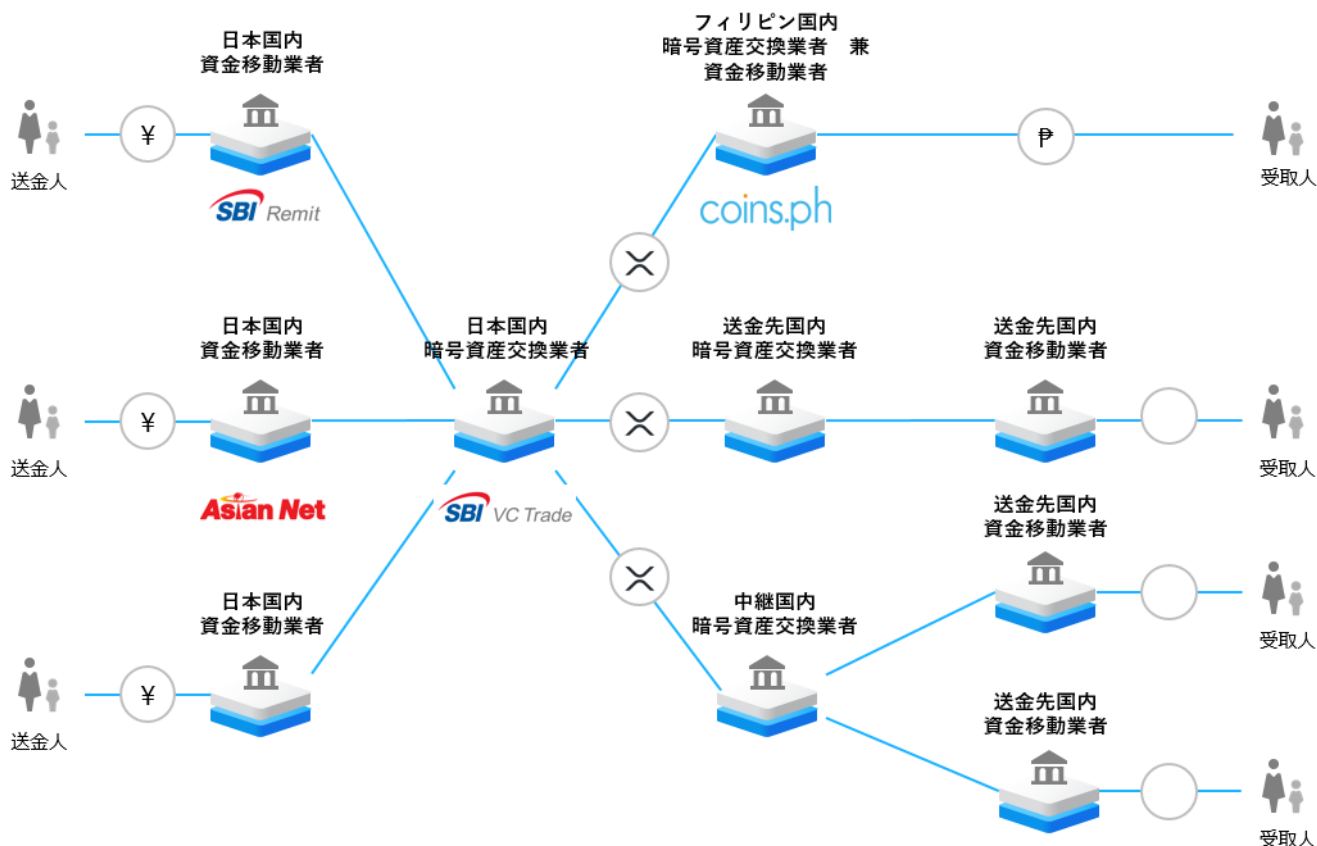 日本国内
資金移動業者
フィリピン国内
暗号資産交換業者　兼
資金移動業者
¥
₱
送金人
受取人
SBI Remit
coins.ph
日本国内
資金移動業者
日本国内
暗号資産交換業者
送金先国内
暗号資産交換業者
送金先国内
資金移動業者
¥
送金人
受取人
Asian Net
SBI VC Trade
送金先国内
資金移動業者
日本国内
資金移動業者
中継国内
暗号資産交換業者
受取人
¥
送金人
送金先国内
資金移動業者
受取人